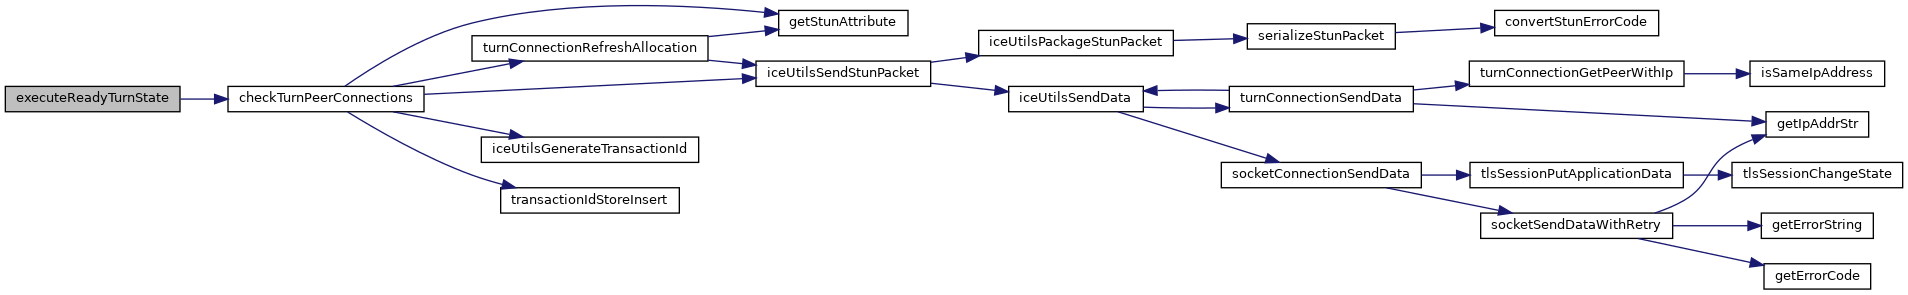 executeReadyTurnState
checkTurnPeerConnections
getStunAttribute
turnConnectionRefreshAllocation
iceUtilsSendStunPacket
iceUtilsGenerateTransactionId
transactionIdStoreInsert
iceUtilsPackageStunPacket
iceUtilsSendData
serializeStunPacket
convertStunErrorCode
turnConnectionSendData
turnConnectionGetPeerWithIp
isSameIpAddress
getIpAddrStr
socketConnectionSendData
tlsSessionPutApplicationData
tlsSessionChangeState
socketSendDataWithRetry
getErrorString
getErrorCode